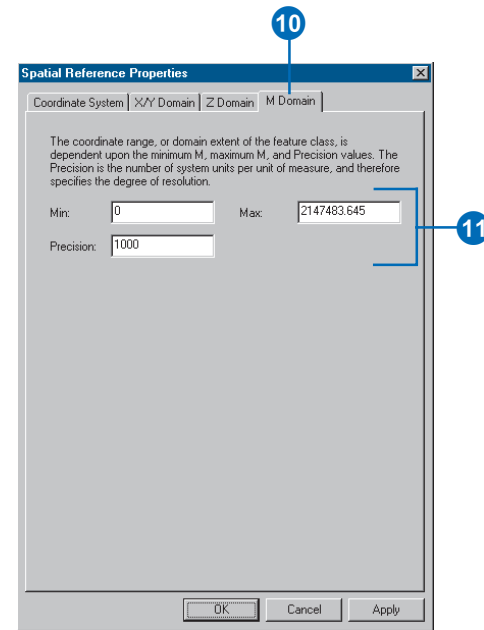 10
Spatial Reference Properties
Coordinate System X/Y Domain Z Domain M Domain
The coordinate range, or domain extent of the feature class, is
dependent upon the minimum M, maximum M, and Precision values. The
Precision is the number of system units per unit of measure, and therefore
specifies the degree of resolution.
Min: 0 Max: 2147483.645
11
Precision: 1000
OK Cancel Apply